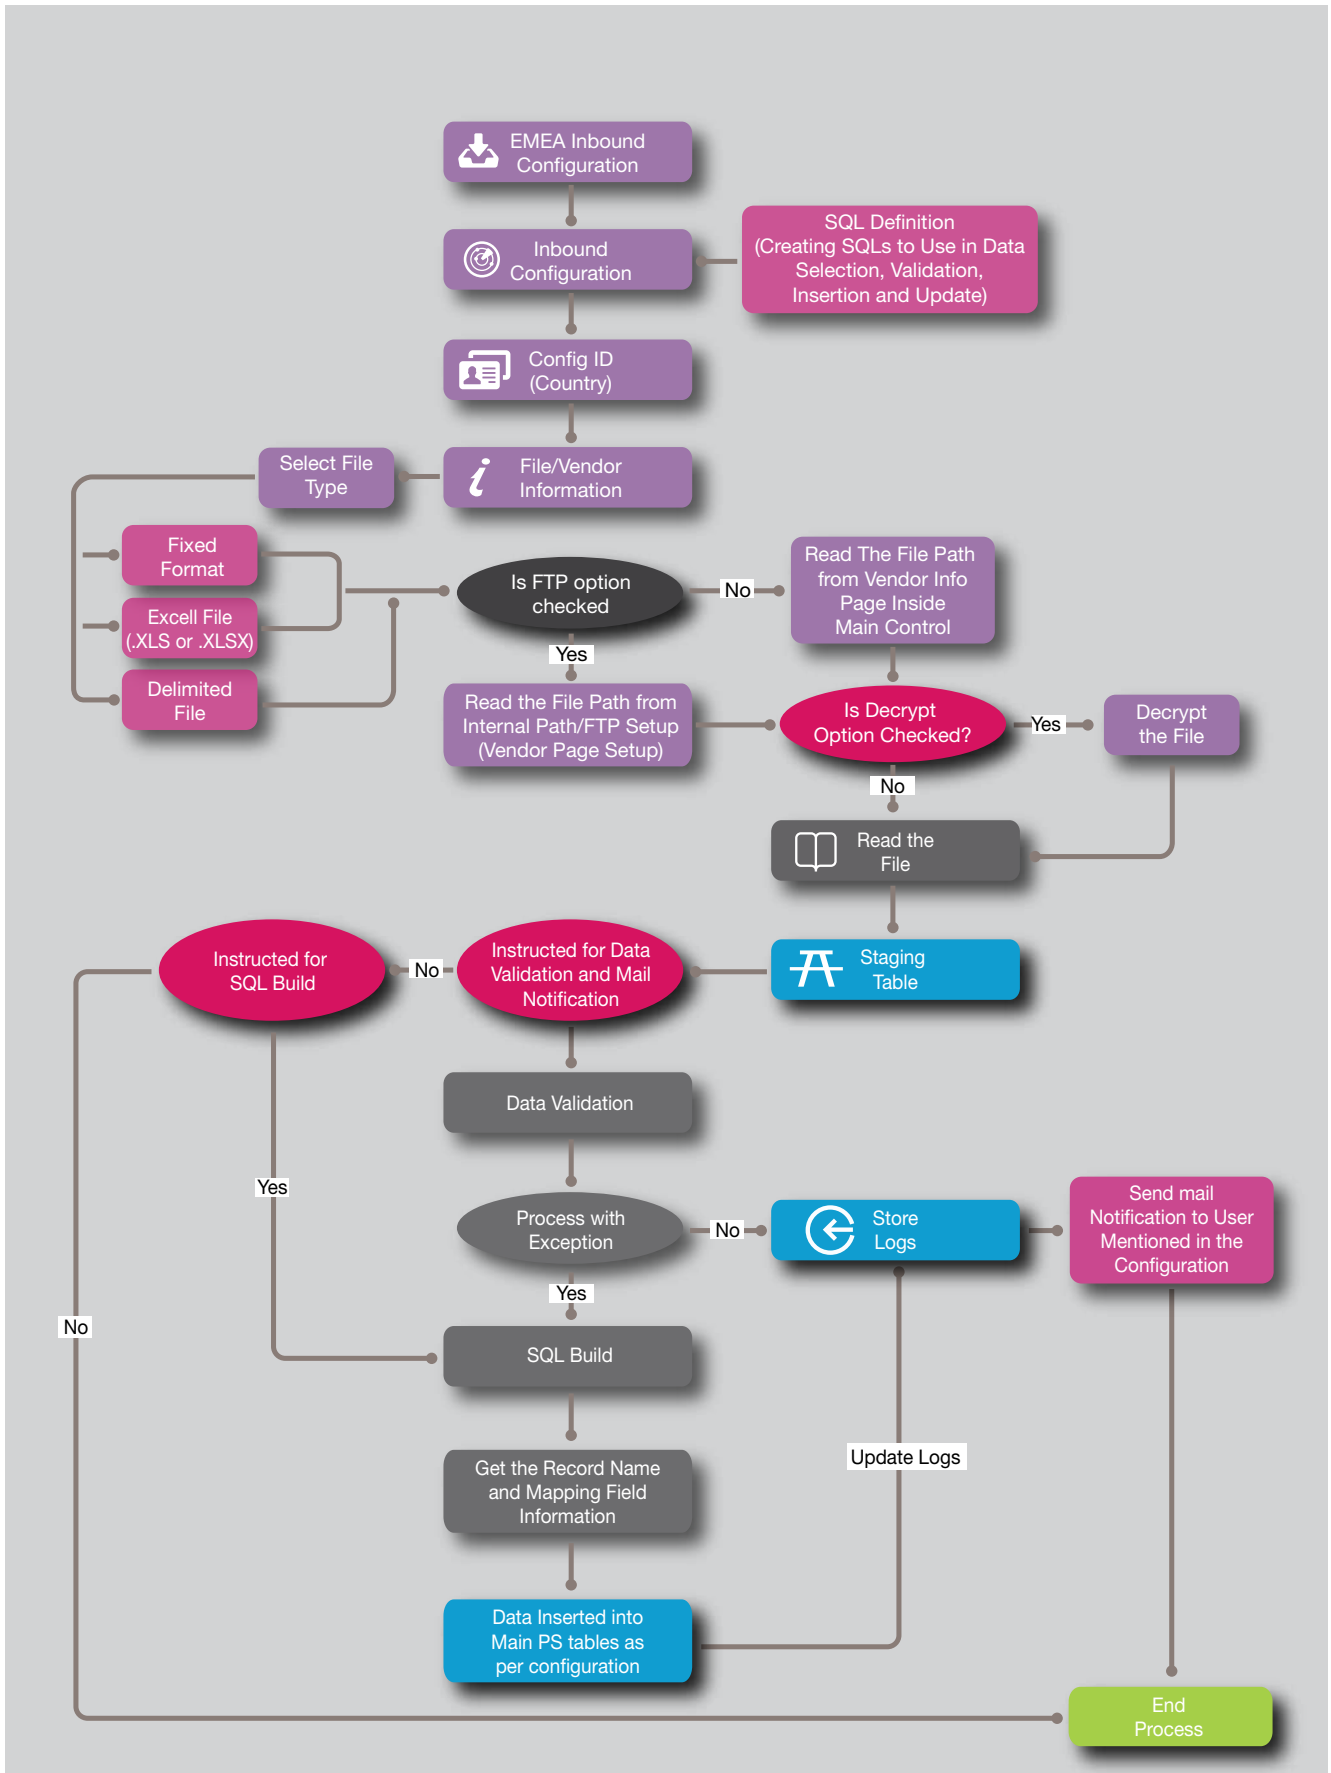 EMEA Inbound
Configuration
Inbound
Configuration
SQL Definition
(Creating SQLs to Use in Data
Selection, Validation,
Insertion and Update)
Config ID
(Country)
File/Vendor
Information
Select File
Type
Fixed
Format
Excell File
(.XLS or .XLSX)
Delimited
File
Is FTP option
checked
No
Read The File Path
from Vendor Info
Page Inside
Main Control
Yes
Read the File Path from
Internal Path/FTP Setup
(Vendor Page Setup)
Is Decrypt
Option Checked?
Yes
Decrypt
the File
No
Read the
File
Staging
Table
Instructed for Data
Validation and Mail
Notification
No
Instructed for
SQL Build
Data Validation
Yes
Process with
Exception
No
Store
Logs
Send mail
Notification to User
Mentioned in the
Configuration
Yes
No
SQL Build
Update Logs
Get the Record Name
and Mapping Field
Information
Data Inserted into
Main PS tables as
per configuration
End
Process